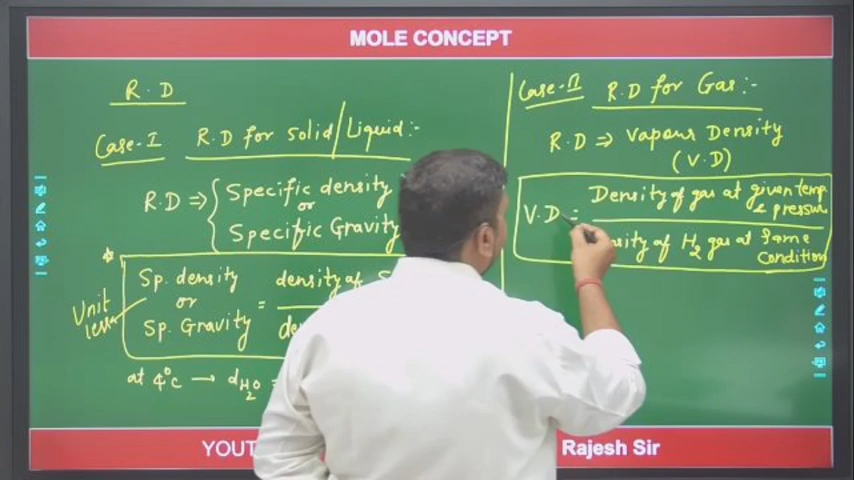 MOLE CONCEPT
R.D
Case-I R.D for Solid/Liquid:-
R.D ⇒ { Specific density
or
Specific Gravity
Sp. density
or
Sp. Gravity
=
density of
Unit
less
at 4°C → dH2O =
Case-II R.D for Gas:-
R.D ⇒ Vapour Density
(V.D)
V.D =
Density of gas at given temp
& pressure
of H2 gas at Same
condition
Rajesh Sir